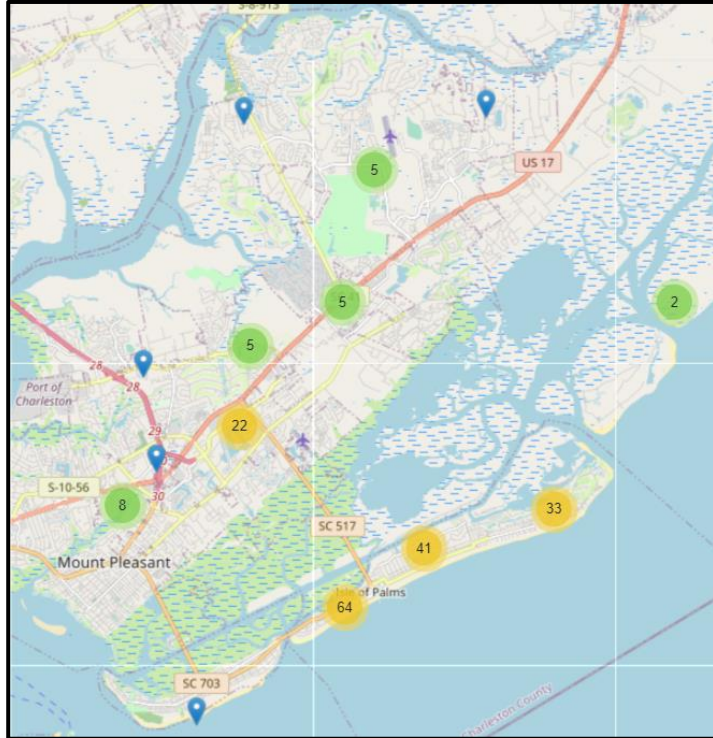 S-8-913
5
US 17
5
2
5
28
Port of
Charleston
28
29
22
30
S-10-56
8
33
SC 517
41
Mount Pleasant
Isle of Palms
64
SC 703
Charleston County